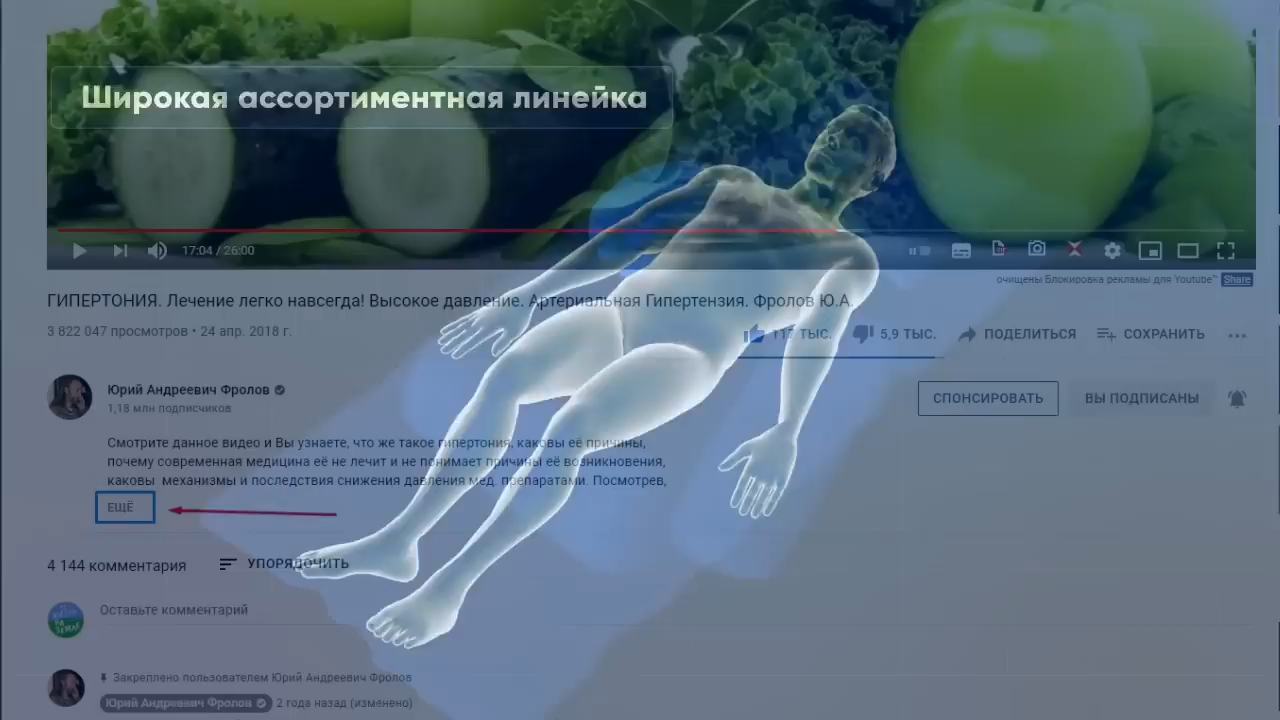 Широкая ассортиментная линейка
17:04 / 26:00
очищены Блокировка рекламы для Youtube™ Share
ГИПЕРТОНИЯ. Лечение легко навсегда! Высокое давление. Артериальная Гипертензия. Фролов Ю.А.
3 822 047 просмотров • 24 апр. 2018 г.
117 ТЫС. 5,9 ТЫС. ПОДЕЛИТЬСЯ СОХРАНИТЬ
Юрий Андреевич Фролов
1,18 млн подписчиков
СПОНСИРОВАТЬ ВЫ ПОДПИСАНЫ
Смотрите данное видео и Вы узнаете, что же такое гипертония, каковы её причины,
почему современная медицина её не лечит и не понимает причины её возникновения,
каковы механизмы и последствия снижения давления мед. препаратами. Посмотрев,
ЕЩЁ
4 144 комментария УПОРЯДОЧИТЬ
Оставьте комментарий
Закреплено пользователем Юрий Андреевич Фролов
Юрий Андреевич Фролов 2 года назад (изменено)